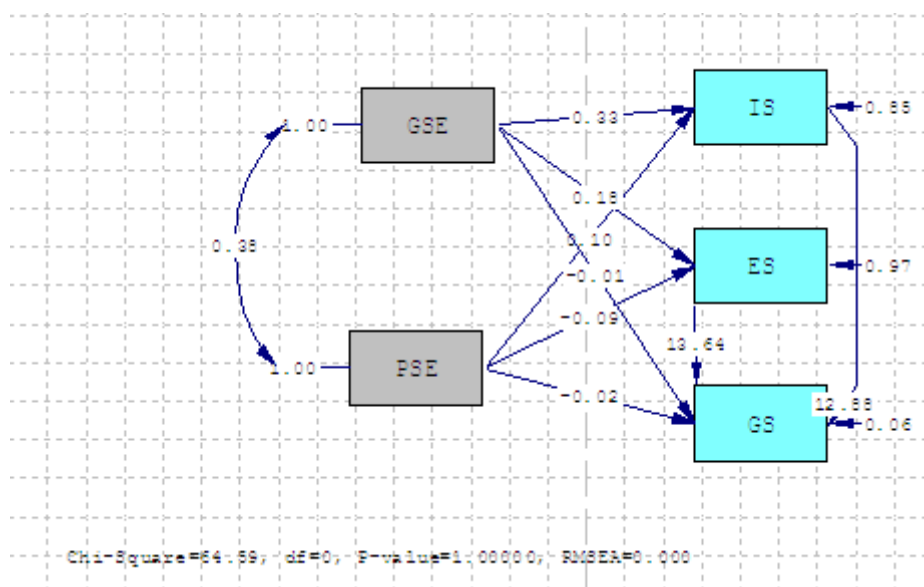 IS
0.85
1.00
GSE
0.33
0.18
0.38
0.10
ES
0.97
-0.01
-0.09
13.64
1.00
PSE
-0.02
12.88
GS
0.06
Chi-Square=64.59, df=0, P-value=1.00000, RMSEA=0.000